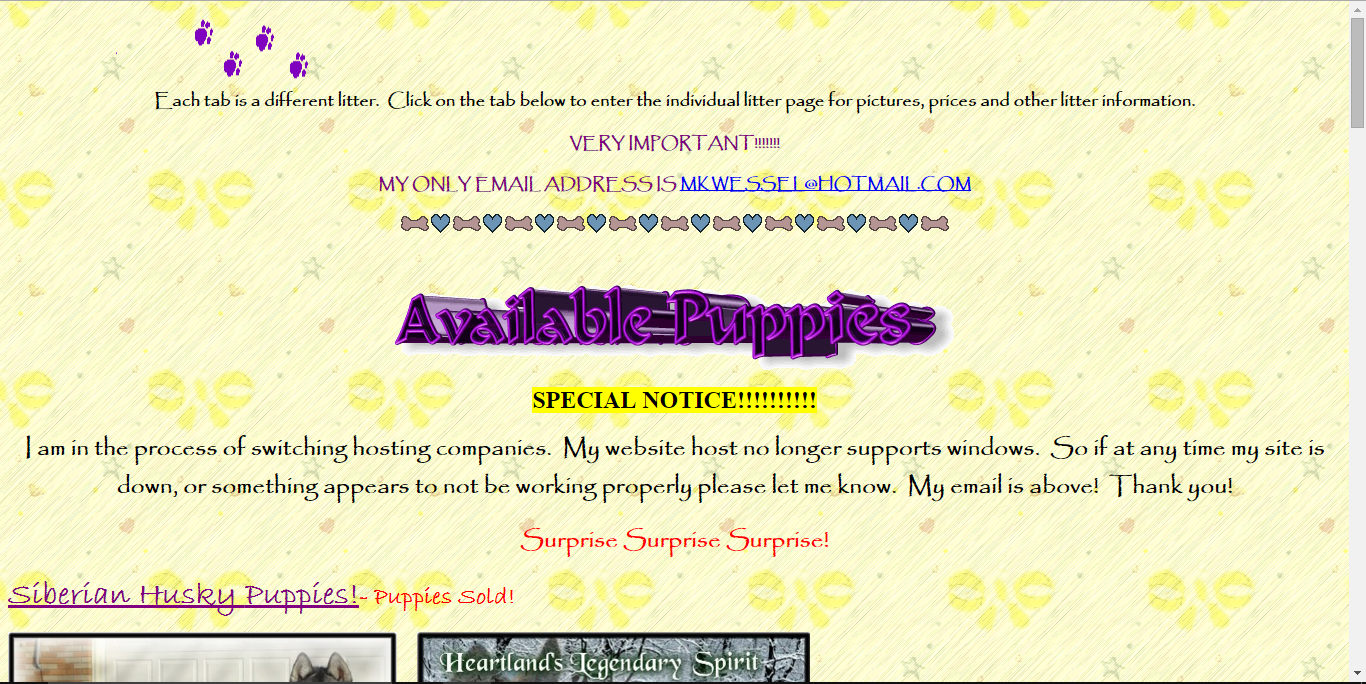 Each tab is a different litter. Click on the tab below to enter the individual litter page for pictures, prices and other litter information.
VERY IMPORTANT!!!!!!!
MY ONLY EMAIL ADDRESS IS MKWESSEL@HOTMAIL.COM
Available Puppies
SPECIAL NOTICE!!!!!!!!!!
I am in the process of switching hosting companies. My website host no longer supports windows. So if at any time my site is
down, or something appears to not be working properly please let me know. My email is above! Thank you!
Surprise Surprise Surprise!
Siberian Husky Puppies!- Puppies Sold!
Heartland's Legendary Spirit